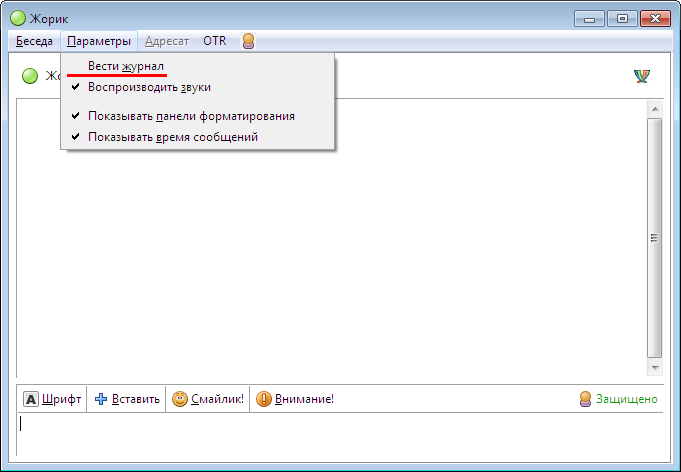 Жорик
Беседа Параметры Адресат OTR
Вести журнал
Воспроизводить звуки
Показывать панели форматирования
Показывать время сообщений
Шрифт Вставить Смайлик! Внимание! Защищено